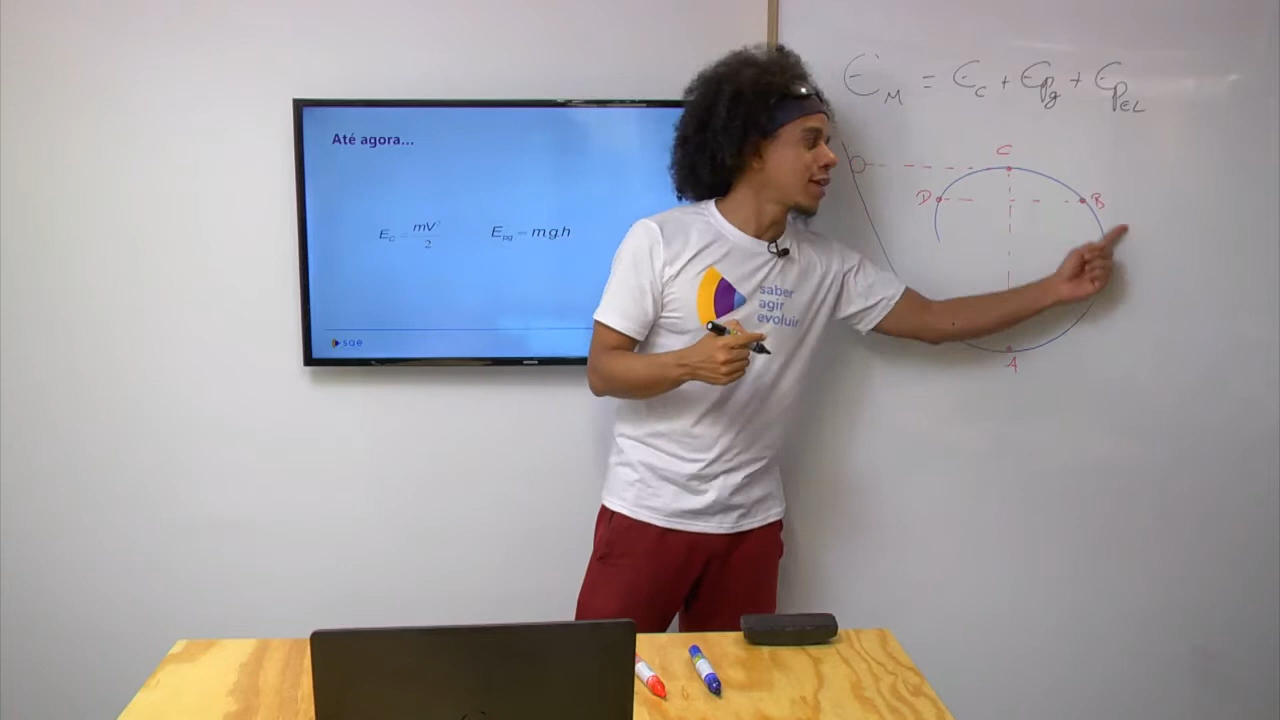 Até agora...
E_c = mV²/2
E_pg = m.g.h
sae
saber
agir
evoluir
E_M = E_c + E_Pg + E_PEL
C
D
B
A